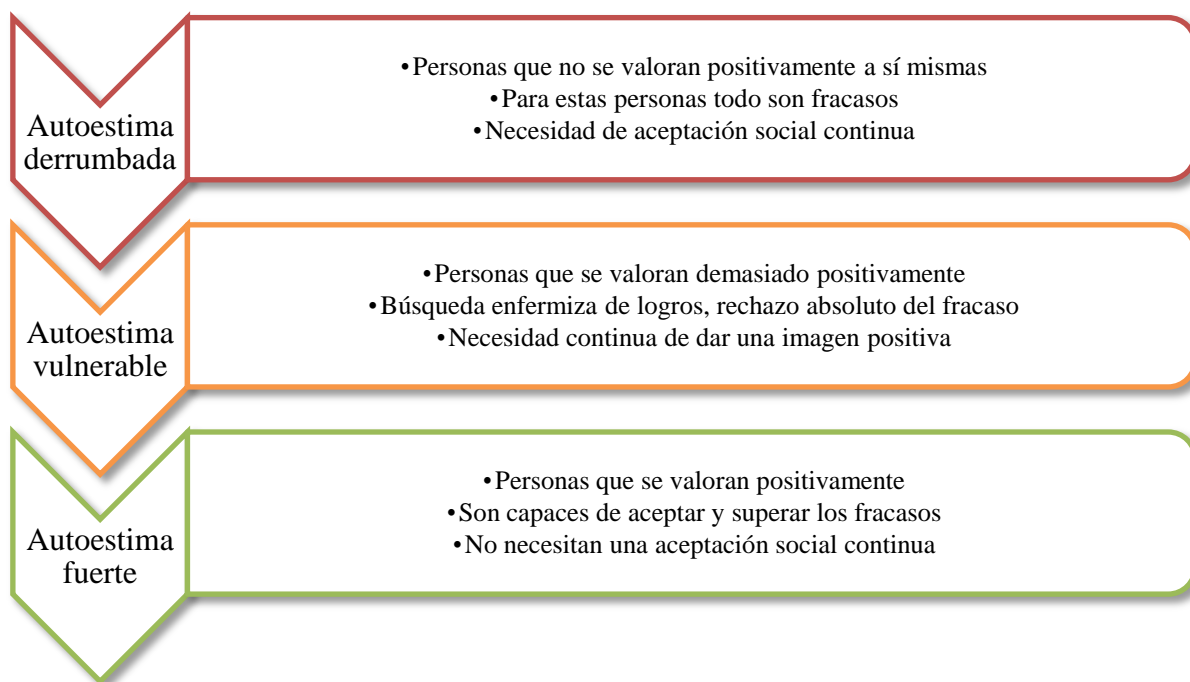 Autoestima
derrumbada
•Personas que no se valoran positivamente a sí mismas
•Para estas personas todo son fracasos
•Necesidad de aceptación social continua
Autoestima
vulnerable
•Personas que se valoran demasiado positivamente
•Búsqueda enfermiza de logros, rechazo absoluto del fracaso
•Necesidad continua de dar una imagen positiva
Autoestima
fuerte
•Personas que se valoran positivamente
•Son capaces de aceptar y superar los fracasos
•No necesitan una aceptación social continua